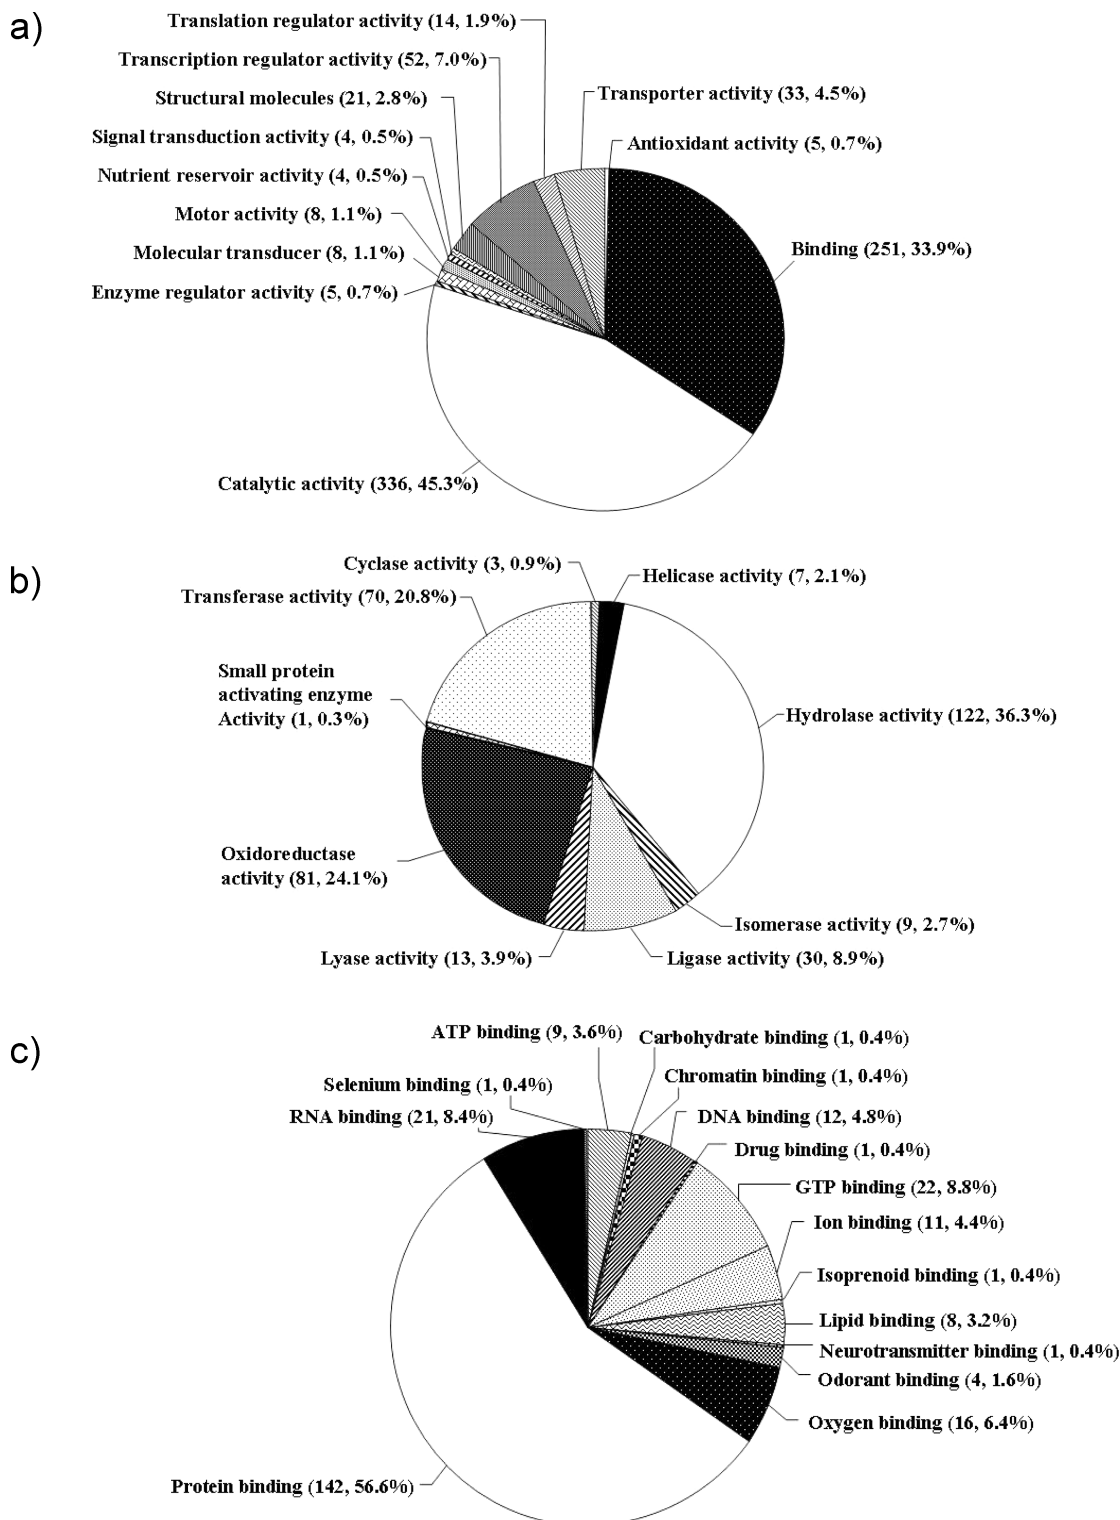 a)
Translation regulator activity (14, 1.9%)
Transcription regulator activity (52, 7.0%)
Structural molecules (21, 2.8%)
Signal transduction activity (4, 0.5%)
Nutrient reservoir activity (4, 0.5%)
Motor activity (8, 1.1%)
Molecular transducer (8, 1.1%)
Enzyme regulator activity (5, 0.7%)
Transporter activity (33, 4.5%)
Antioxidant activity (5, 0.7%)
Binding (251, 33.9%)
Catalytic activity (336, 45.3%)
b)
Cyclase activity (3, 0.9%)
Helicase activity (7, 2.1%)
Transferase activity (70, 20.8%)
Small protein
activating enzyme
Activity (1, 0.3%)
Hydrolase activity (122, 36.3%)
Oxidoreductase
activity (81, 24.1%)
Isomerase activity (9, 2.7%)
Lyase activity (13, 3.9%)
Ligase activity (30, 8.9%)
c)
ATP binding (9, 3.6%)
Carbohydrate binding (1, 0.4%)
Selenium binding (1, 0.4%)
Chromatin binding (1, 0.4%)
RNA binding (21, 8.4%)
DNA binding (12, 4.8%)
Drug binding (1, 0.4%)
GTP binding (22, 8.8%)
Ion binding (11, 4.4%)
Isoprenoid binding (1, 0.4%)
Lipid binding (8, 3.2%)
Neurotransmitter binding (1, 0.4%)
Odorant binding (4, 1.6%)
Oxygen binding (16, 6.4%)
Protein binding (142, 56.6%)